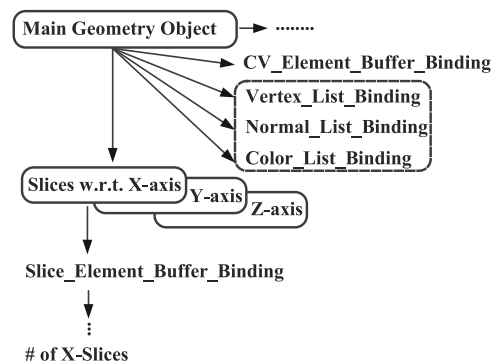 Main Geometry Object
CV_Element_Buffer_Binding
Vertex_List_Binding
Normal_List_Binding
Color_List_Binding
Slices w.r.t. X-axis
Y-axis
Z-axis
Slice_Element_Buffer_Binding
# of X-Slices